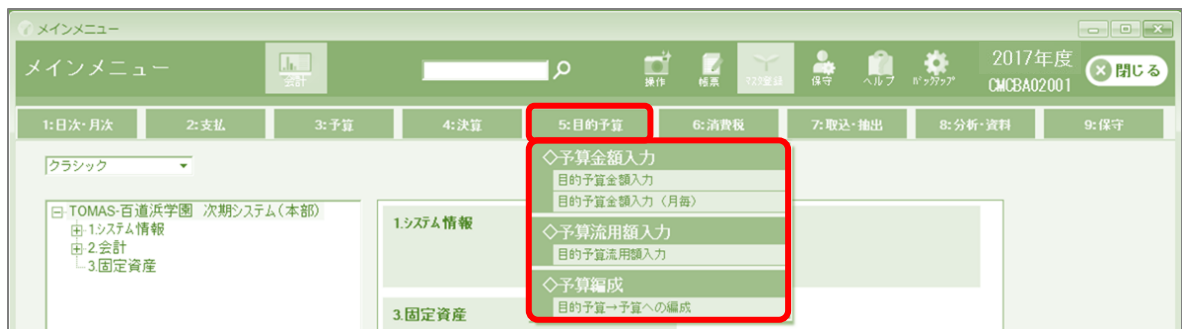 メインメニュー
メインメニュー
会計
操作
帳票
マスタ登録
保守
ヘルプ
ﾊﾞｯｸｱｯﾌﾟ
2017年度
CMCBA02001
閉じる
1:日次・月次
2:支払
3:予算
4:決算
5:目的予算
6:消費税
7:取込・抽出
8:分析・資料
9:保守
クラシック
◇予算金額入力
目的予算金額入力
目的予算金額入力（月毎）
◇予算流用額入力
目的予算流用額入力
◇予算編成
目的予算→予算への編成
TOMAS-百道浜学園 次期システム(本部)
1.ｼｽﾃﾑ情報
2.会計
3.固定資産
1.ｼｽﾃﾑ情報
3.固定資産